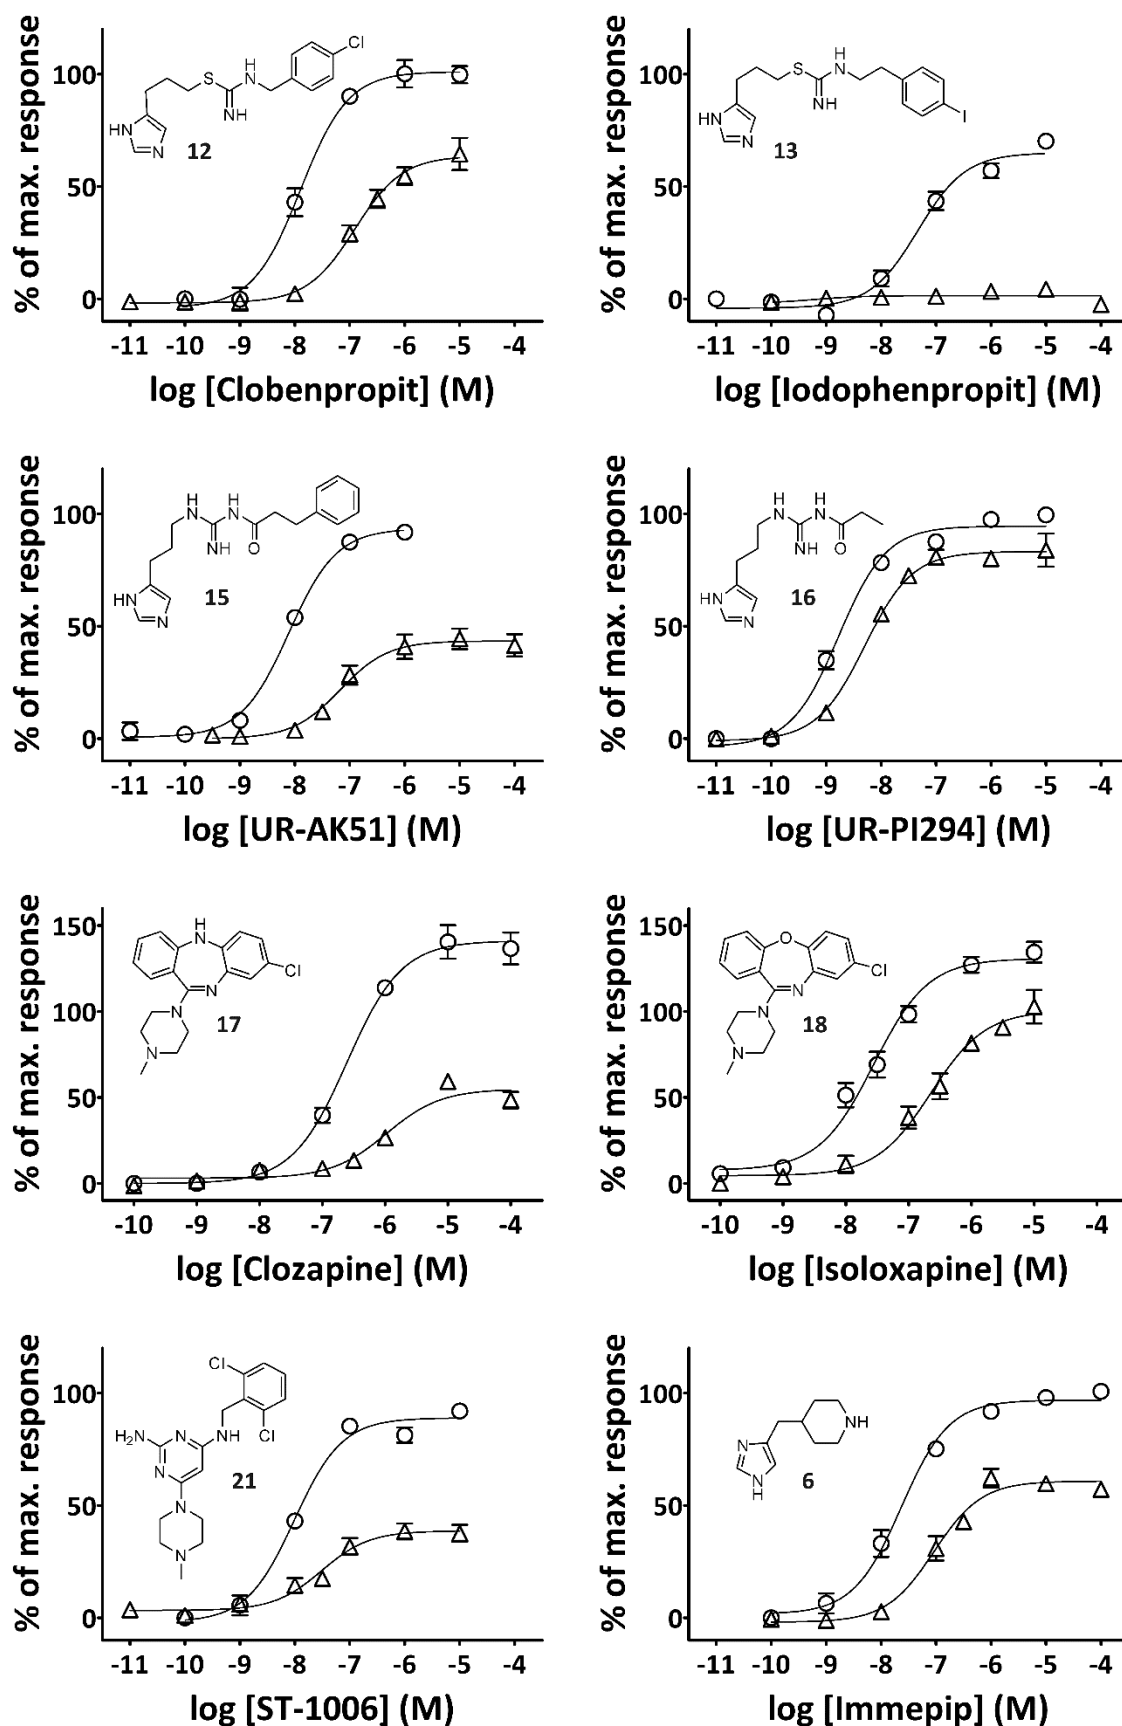 % of max. response
100
50
0
Cl
S
H
N
NH
HN
N
12
-11 -10 -9 -8 -7 -6 -5 -4
log [Clobenpropit] (M)
% of max. response
100
50
0
H
S
N
NH
I
HN
N
13
-11 -10 -9 -8 -7 -6 -5 -4
log [Iodophenpropit] (M)
% of max. response
100
50
0
H H
N N
NH O
HN
N
15
-11 -10 -9 -8 -7 -6 -5 -4
log [UR-AK51] (M)
% of max. response
100
50
0
H H
N N
NH O
HN
N
16
-11 -10 -9 -8 -7 -6 -5 -4
log [UR-PI294] (M)
% of max. response
150
100
50
0
H
N
Cl
N
N
N
17
-10 -9 -8 -7 -6 -5 -4
log [Clozapine] (M)
% of max. response
150
100
50
0
O
Cl
N
N
N
18
-10 -9 -8 -7 -6 -5 -4
log [Isoloxapine] (M)
% of max. response
100
50
0
Cl
Cl
H₂N N NH
N
N
N
21
-11 -10 -9 -8 -7 -6 -5 -4
log [ST-1006] (M)
% of max. response
100
50
0
NH
N
N
H
6
-11 -10 -9 -8 -7 -6 -5 -4
log [Immepip] (M)